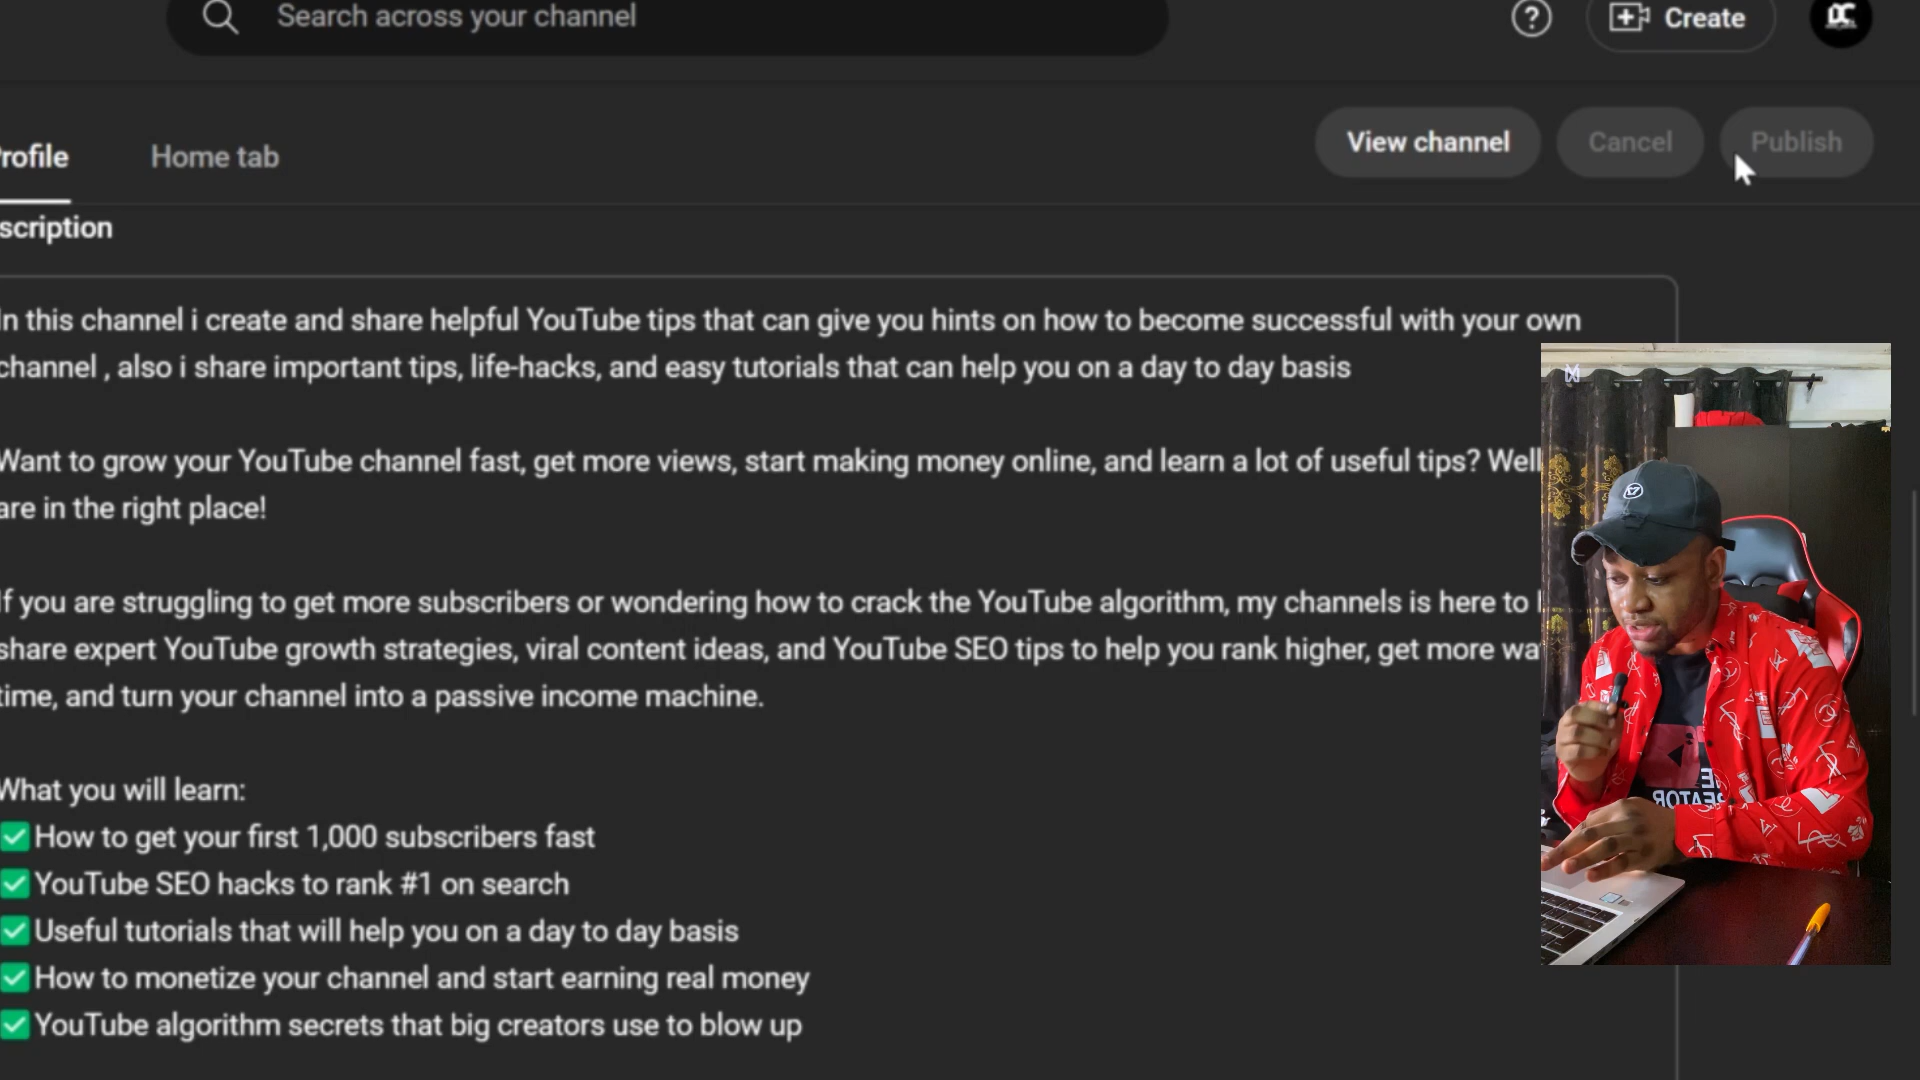 Search across your channel
Create
DC
rofile
Home tab
View channel
Cancel
Publish
scription
In this channel i create and share helpful YouTube tips that can give you hints on how to become successful with your own
channel , also i share important tips, life-hacks, and easy tutorials that can help you on a day to day basis
Want to grow your YouTube channel fast, get more views, start making money online, and learn a lot of useful tips? Well
are in the right place!
If you are struggling to get more subscribers or wondering how to crack the YouTube algorithm, my channels is here to
share expert YouTube growth strategies, viral content ideas, and YouTube SEO tips to help you rank higher, get more wa
time, and turn your channel into a passive income machine.
What you will learn:
✅How to get your first 1,000 subscribers fast
✅YouTube SEO hacks to rank #1 on search
✅Useful tutorials that will help you on a day to day basis
✅How to monetize your channel and start earning real money
✅YouTube algorithm secrets that big creators use to blow up